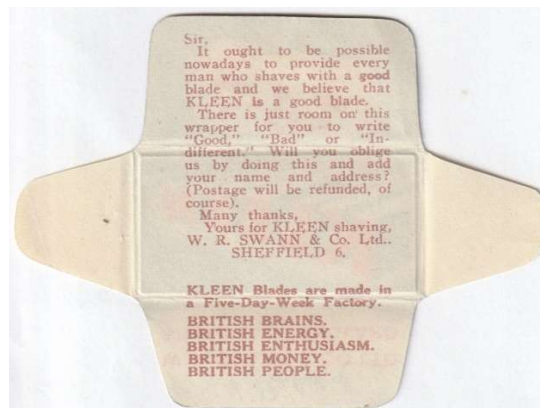 Sir,
It ought to be possible
nowadays to provide every
man who shaves with a good
blade and we believe that
KLEEN is a good blade.
There is just room on this
wrapper for you to write
"Good," "Bad" or "In-
different." Will you oblige
us by doing this and add
your name and address?
(Postage will be refunded, of
course).
Many thanks,
Yours for KLEEN shaving,
W. R. SWANN & Co. Ltd..
SHEFFIELD 6.
KLEEN Blades are made in
a Five-Day-Week Factory.
BRITISH BRAINS.
BRITISH ENERGY.
BRITISH ENTHUSIASM.
BRITISH MONEY.
BRITISH PEOPLE.